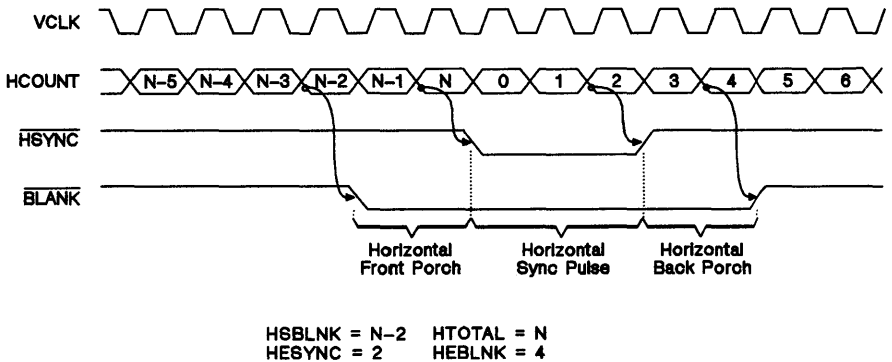 VCLK
HCOUNT N-5 N-4 N-3 N-2 N-1 N 0 1 2 3 4 5 6
HSYNC
BLANK
Horizontal Front Porch
Horizontal Sync Pulse
Horizontal Back Porch
HSBLNK = N-2 HTOTAL = N
HESYNC = 2 HEBLNK = 4